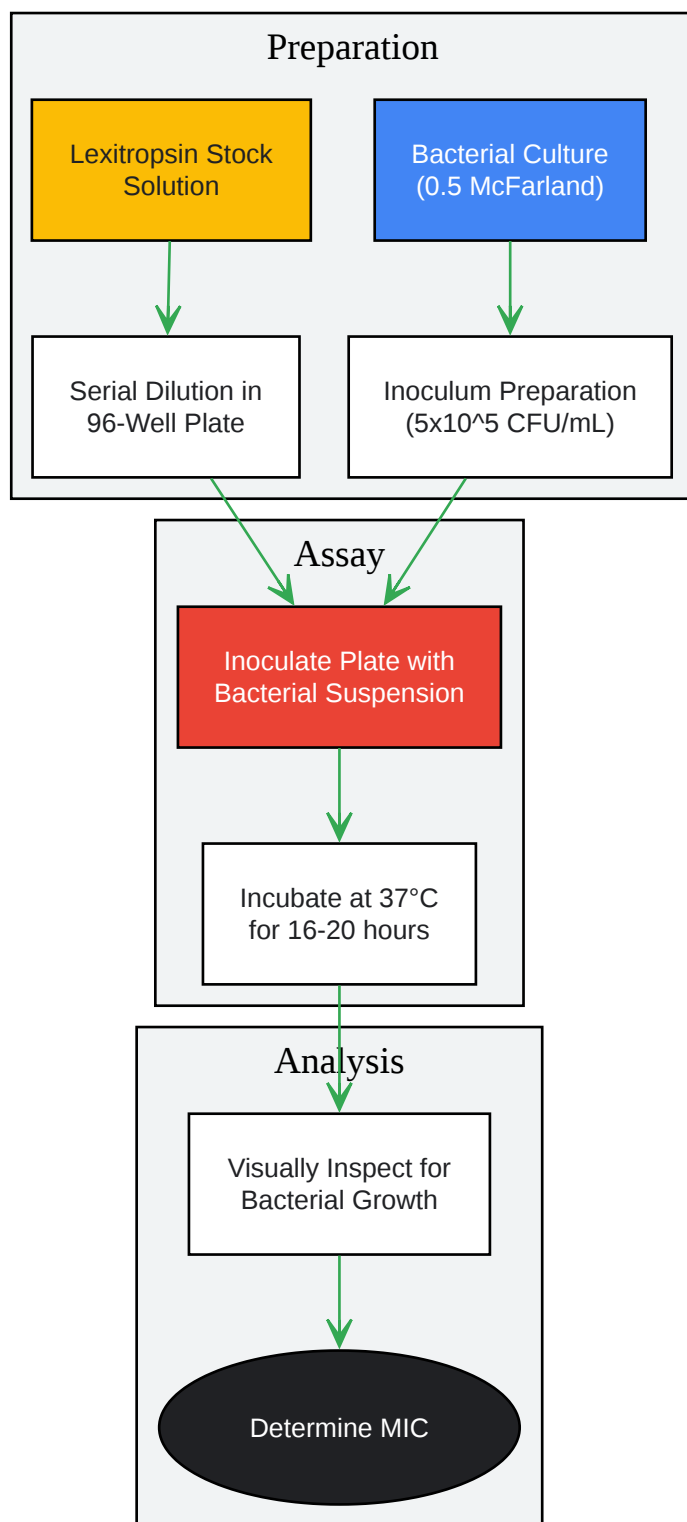 Preparation
Lexitropsin Stock
Solution
Bacterial Culture
(0.5 McFarland)
Serial Dilution in
96-Well Plate
Inoculum Preparation
(5x10^5 CFU/mL)
Assay
Inoculate Plate with
Bacterial Suspension
Incubate at 37°C
for 16-20 hours
Analysis
Visually Inspect for
Bacterial Growth
Determine MIC